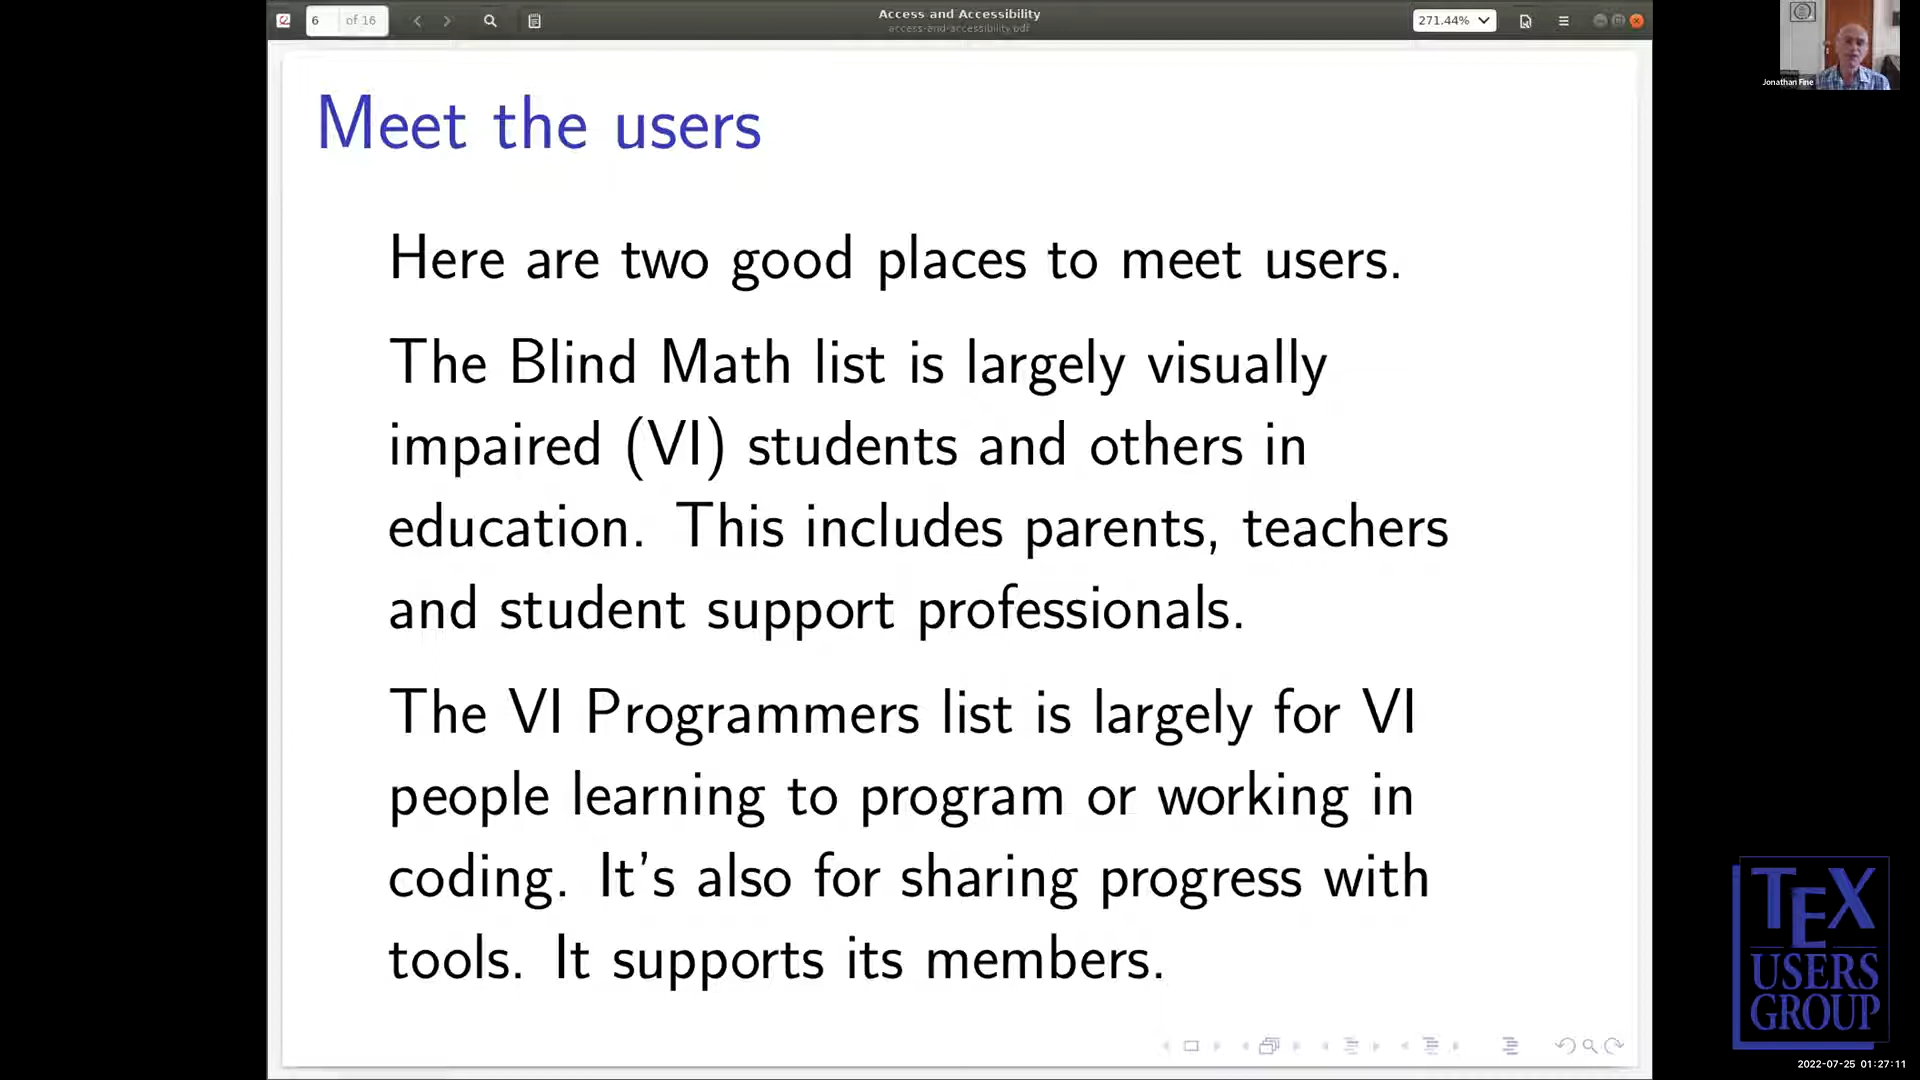 6 of 16
Access and Accessibility
access-and-accessibility.pdf
271.44%
Jonathan Fine
Meet the users
Here are two good places to meet users.
The Blind Math list is largely visually
impaired (VI) students and others in
education. This includes parents, teachers
and student support professionals.
The VI Programmers list is largely for VI
people learning to program or working in
coding. It's also for sharing progress with
tools. It supports its members.
TEX
USERS
GROUP
2022-07-25 01:27:11